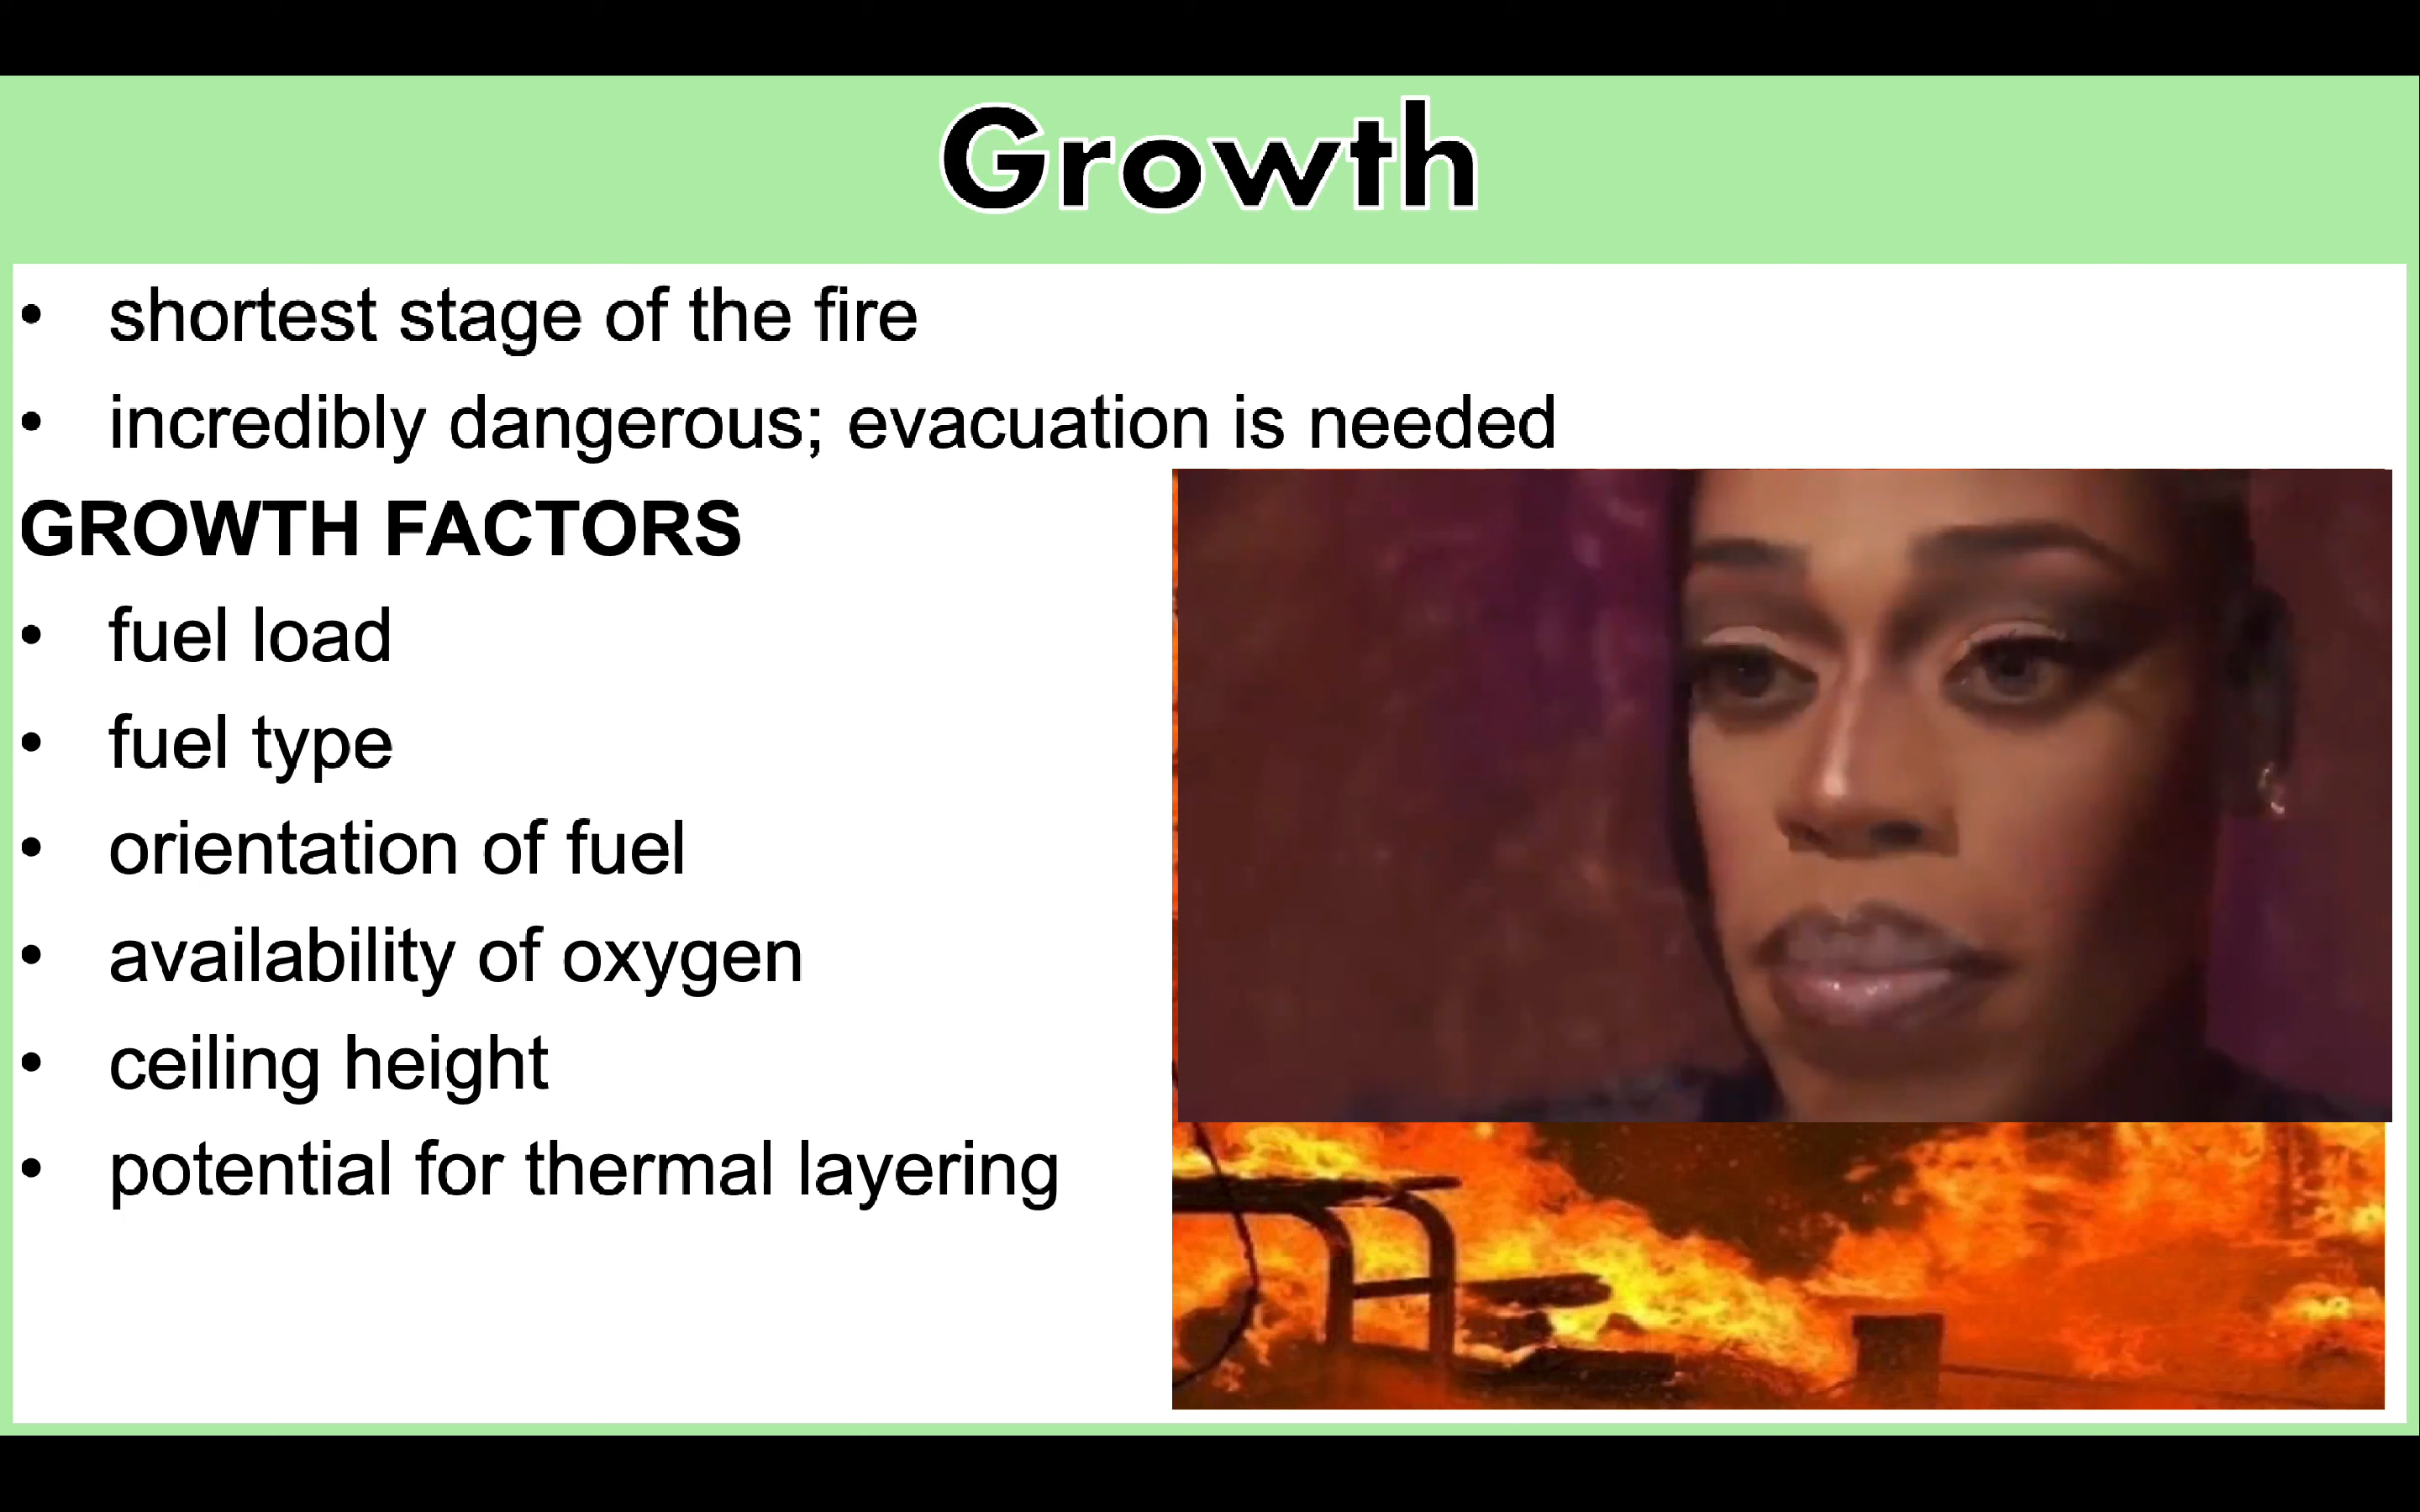 Growth
• shortest stage of the fire
• incredibly dangerous; evacuation is needed
GROWTH FACTORS
• fuel load
• fuel type
• orientation of fuel
• availability of oxygen
• ceiling height
• potential for thermal layering